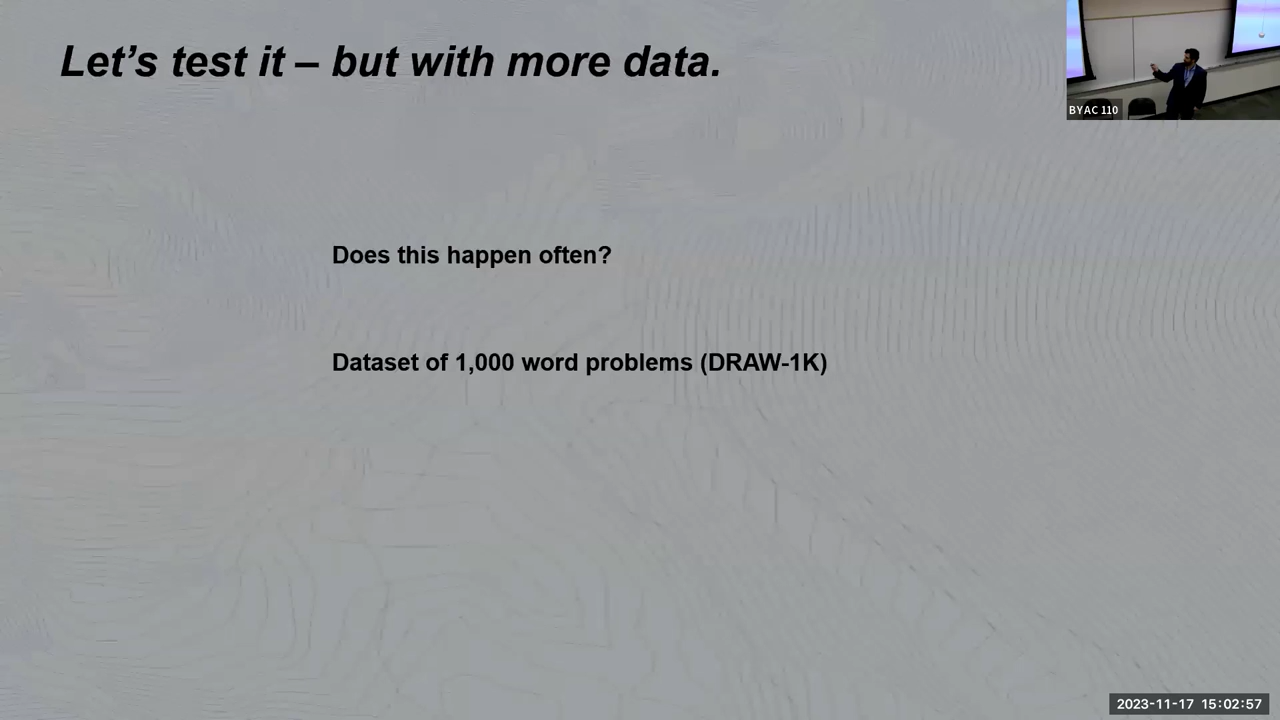 Let's test it – but with more data.
BYAC 110
Does this happen often?
Dataset of 1,000 word problems (DRAW-1K)
2023-11-17 15:02:57